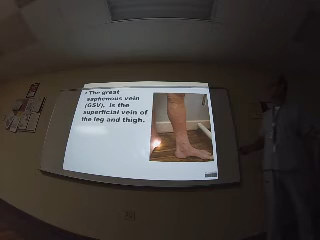 • The great
saphenous vein
(GSV), is the
superficial vein of
the leg and thigh.